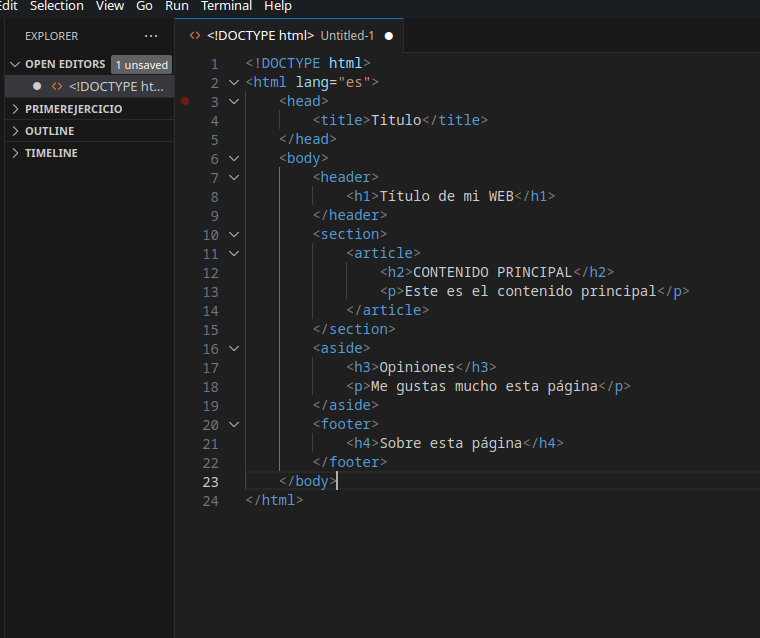 Edit Selection View Go Run Terminal Help
EXPLORER ···
<!DOCTYPE html> Untitled-1
OPEN EDITORS 1 unsaved
<!DOCTYPE ht...
PRIMEREJERCICIO
OUTLINE
TIMELINE
1 <!DOCTYPE html>
2 <html lang="es">
3 <head>
4 <title>Titulo</title>
5 </head>
6 <body>
7 <header>
8 <h1>Título de mi WEB</h1>
9 </header>
10 <section>
11 <article>
12 <h2>CONTENIDO PRINCIPAL</h2>
13 <p>Este es el contenido principal</p>
14 </article>
15 </section>
16 <aside>
17 <h3>Opiniones</h3>
18 <p>Me gustas mucho esta página</p>
19 </aside>
20 <footer>
21 <h4>Sobre esta página</h4>
22 </footer>
23 </body>
24 </html>